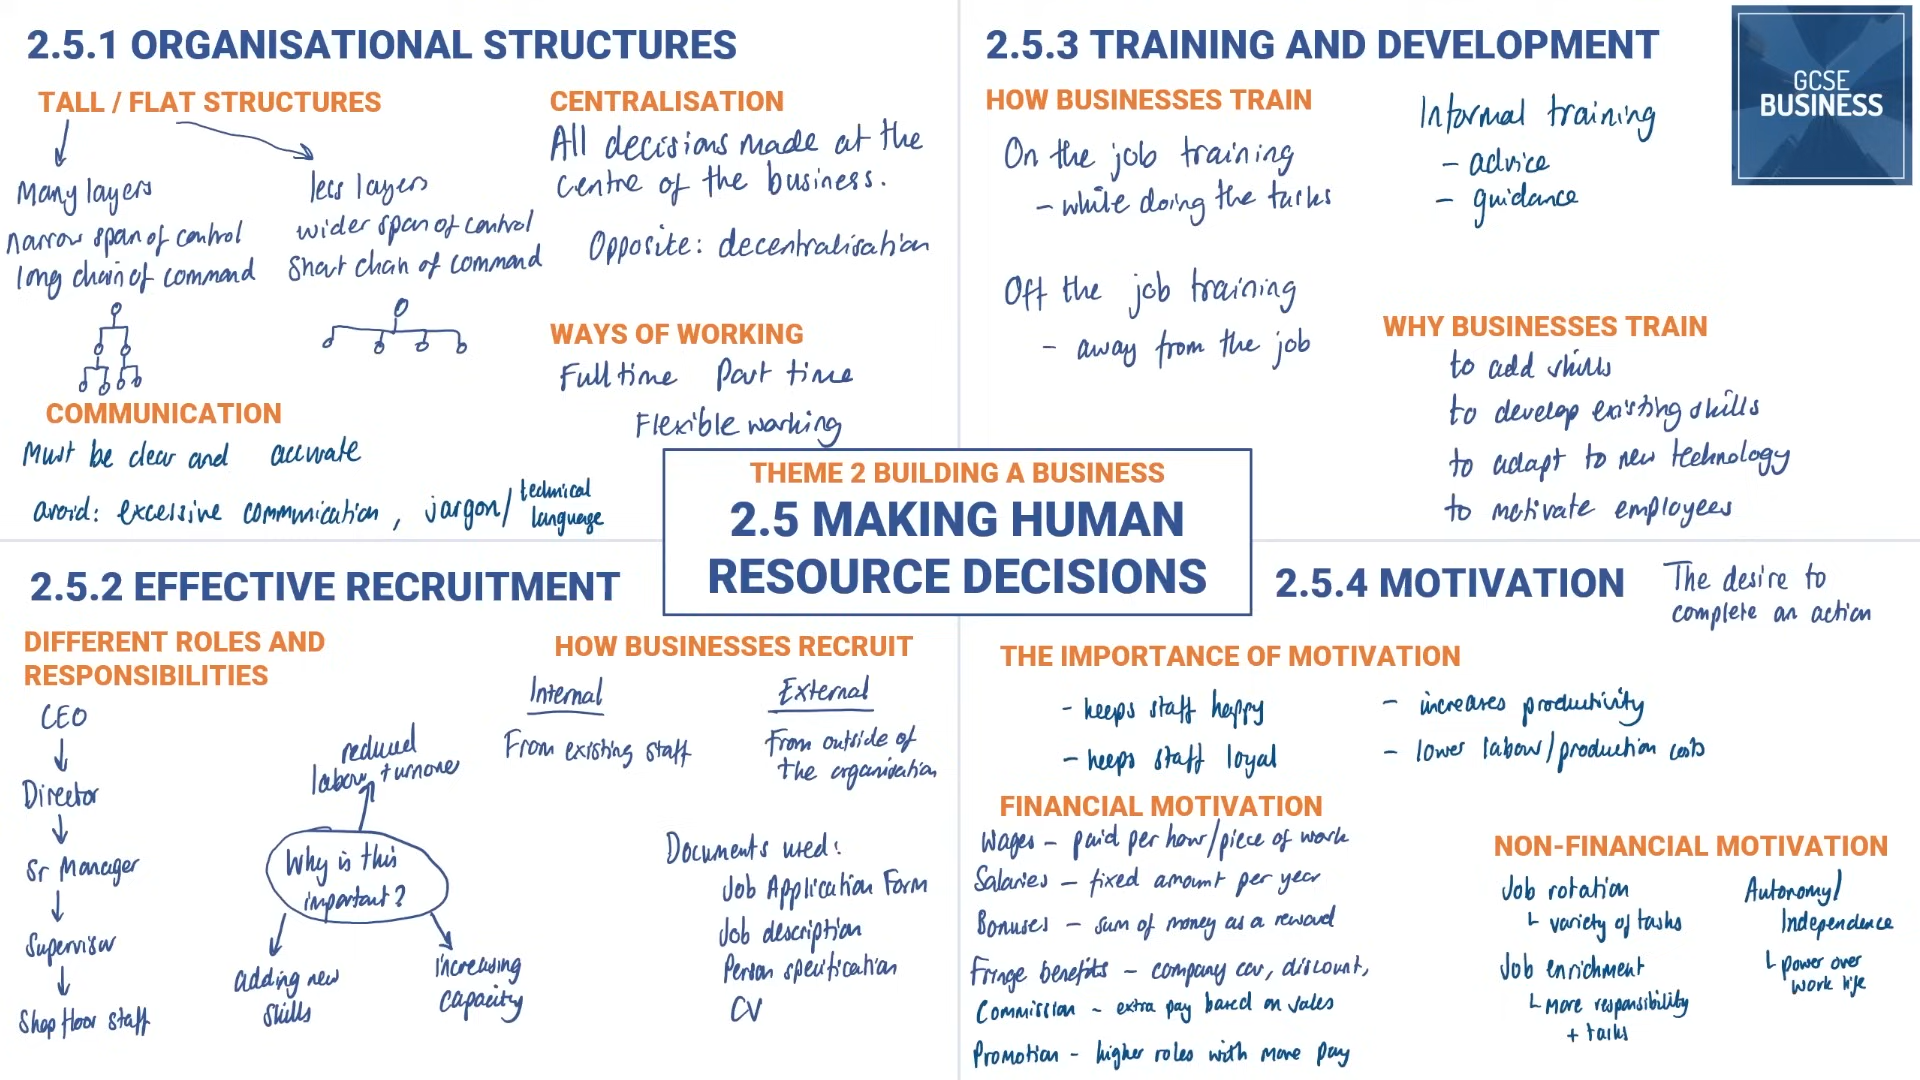 2.5.1 ORGANISATIONAL STRUCTURES
TALL / FLAT STRUCTURES
Many layers
narrow span of control
long chain of command
less layers
wider span of control
Short chain of command
CENTRALISATION
All decisions made at the
centre of the business.
Opposite: decentralisation
WAYS OF WORKING
Full time Part time
Flexible working
COMMUNICATION
Must be clear and accurate
avoid: excessive communication, jargon/ technical
language
2.5.3 TRAINING AND DEVELOPMENT
GCSE
BUSINESS
HOW BUSINESSES TRAIN
On the job training
- while doing the tasks
Off the job training
- away from the job
Informal training
- advice
- guidance
WHY BUSINESSES TRAIN
to add skills
to develop existing skills
to adapt to new technology
to motivate employees
THEME 2 BUILDING A BUSINESS
2.5 MAKING HUMAN
RESOURCE DECISIONS
2.5.2 EFFECTIVE RECRUITMENT
DIFFERENT ROLES AND
RESPONSIBILITIES
CEO
Director
Sr Manager
Supervisor
Shop floor staff
reduced
labour turnover
Why is this
important?
adding new
skills
increasing
capacity
HOW BUSINESSES RECRUIT
Internal
From existing staff
External
From outside of
the organisation
Documents used:
Job Application Form
Job description
Person specification
CV
2.5.4 MOTIVATION
The desire to
complete an action
THE IMPORTANCE OF MOTIVATION
- keeps staff happy
- keeps staff loyal
- increases productivity
- lower labour/production costs
FINANCIAL MOTIVATION
Wages - paid per hour/piece of work
Salaries - fixed amount per year
Bonuses - sum of money as a reward
Fringe benefits - company car, discount,
Commission - extra pay based on sales
Promotion - higher roles with more pay
NON-FINANCIAL MOTIVATION
Job rotation
variety of tasks
Job enrichment
More responsibility
+ tasks
Autonomy/
Independence
power over
work life